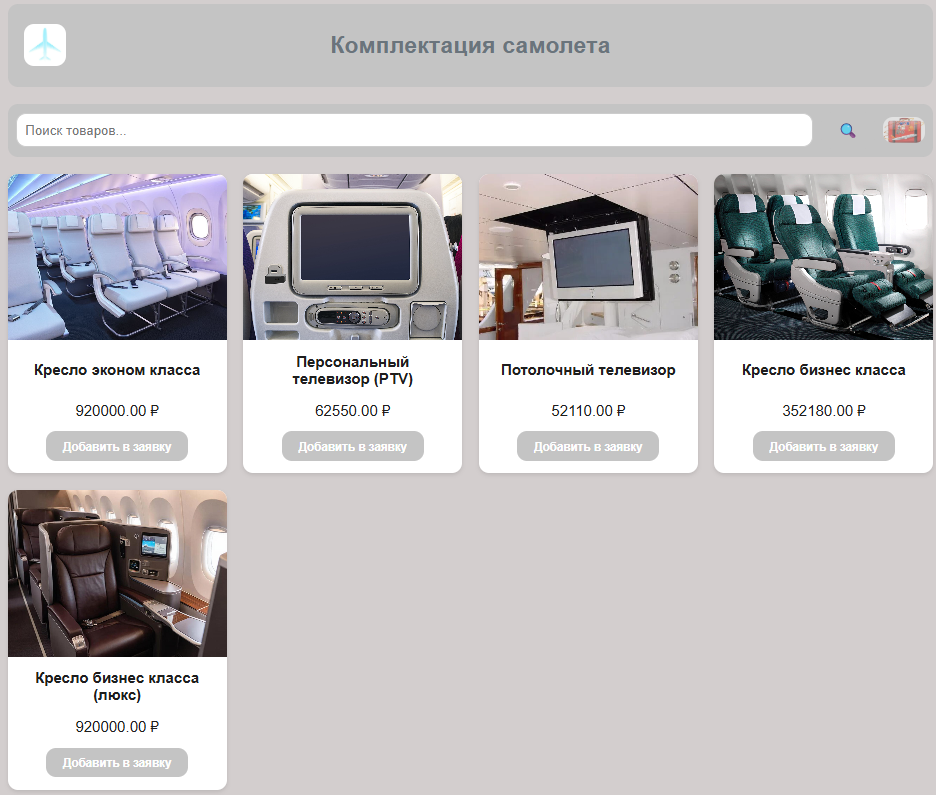 Комплектация самолета
Поиск товаров...
Кресло эконом класса
920000.00 ₽
Добавить в заявку
Персональный
телевизор (PTV)
62550.00 ₽
Добавить в заявку
Потолочный телевизор
52110.00 ₽
Добавить в заявку
Кресло бизнес класса
352180.00 ₽
Добавить в заявку
Кресло бизнес класса
(люкс)
920000.00 ₽
Добавить в заявку